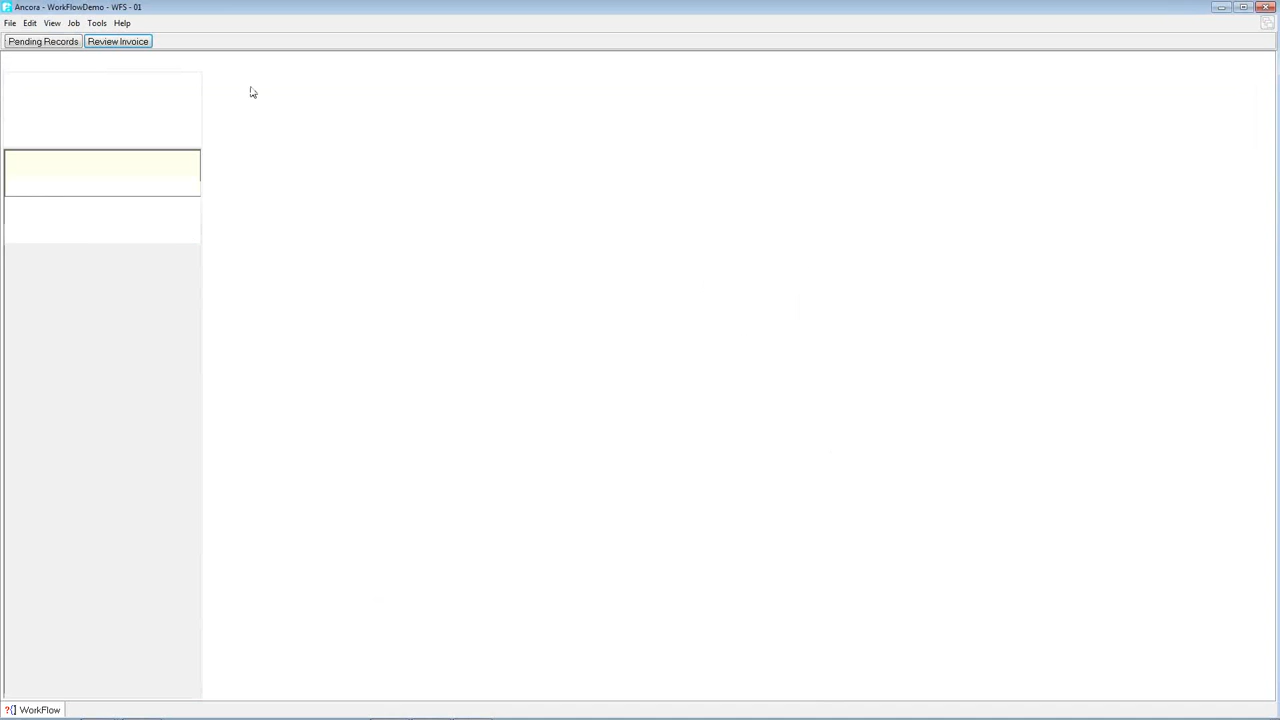 Ancora - WorkFlowDemo - WFS - 01
File Edit View Job Tools Help
Pending Records Review Invoice
?{] WorkFlow